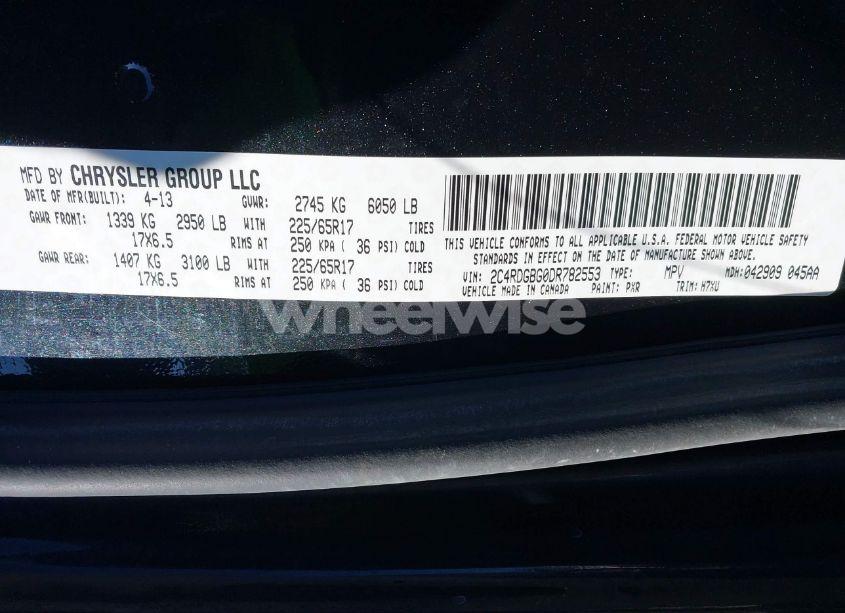 MFD BY CHRYSLER GROUP LLC
DATE OF MFR(BUILT): 4-13 GVWR: 2745 KG 6050 LB
GAWR FRONT: 1339 KG 2950 LB WITH 225/65R17 TIRES
17X6.5 RIMS AT 250 KPA ( 36 PSI) COLD
GAWR REAR: 1407 KG 3100 LB WITH 225/65R17 TIRES
17X6.5 RIMS AT 250 KPA ( 36 PSI) COLD
THIS VEHICLE CONFORMS TO ALL APPLICABLE U.S.A. FEDERAL MOTOR VEHICLE SAFETY
STANDARDS IN EFFECT ON THE DATE OF MANUFACTURE SHOWN ABOVE.
VIN: 2C4RDGBG0DR782553 TYPE: MPV MDH: 042909 045AA
VEHICLE MADE IN CANADA PAINT: PXR TRIM: H7XU
wheelwise